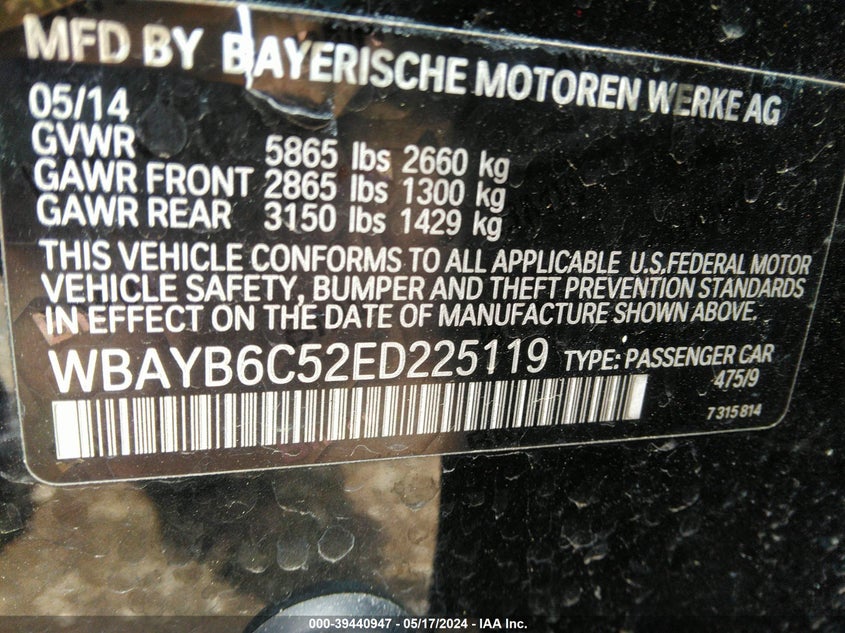 MFD BY BAYERISCHE MOTOREN WERKE AG
05/14
GVWR 5865 lbs 2660 kg
GAWR FRONT 2865 lbs 1300 kg
GAWR REAR 3150 lbs 1429 kg
THIS VEHICLE CONFORMS TO ALL APPLICABLE U.S.FEDERAL MOTOR
VEHICLE SAFETY, BUMPER AND THEFT PREVENTION STANDARDS
IN EFFECT ON THE DATE OF MANUFACTURE SHOWN ABOVE.
WBAYB6C52ED225119 TYPE: PASSENGER CAR
475/9
7 315 814
000-39440947 - 05/17/2024 - IAA Inc.